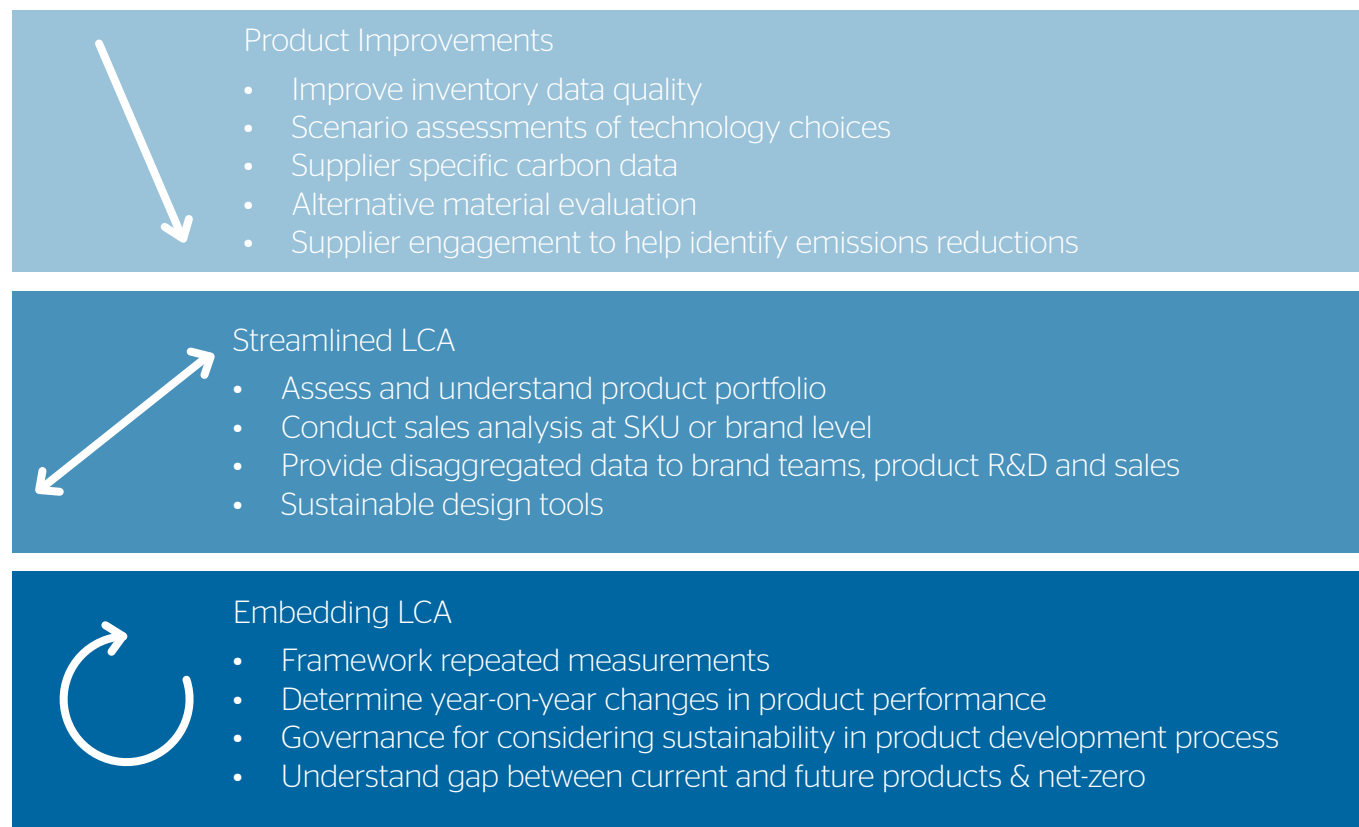 Product Improvements
• Improve inventory data quality
• Scenario assessments of technology choices
• Supplier specific carbon data
• Alternative material evaluation
• Supplier engagement to help identify emissions reductions
Streamlined LCA
• Assess and understand product portfolio
• Conduct sales analysis at SKU or brand level
• Provide disaggregated data to brand teams, product R&D and sales
• Sustainable design tools
Embedding LCA
• Framework repeated measurements
• Determine year-on-year changes in product performance
• Governance for considering sustainability in product development process
• Understand gap between current and future products & net-zero